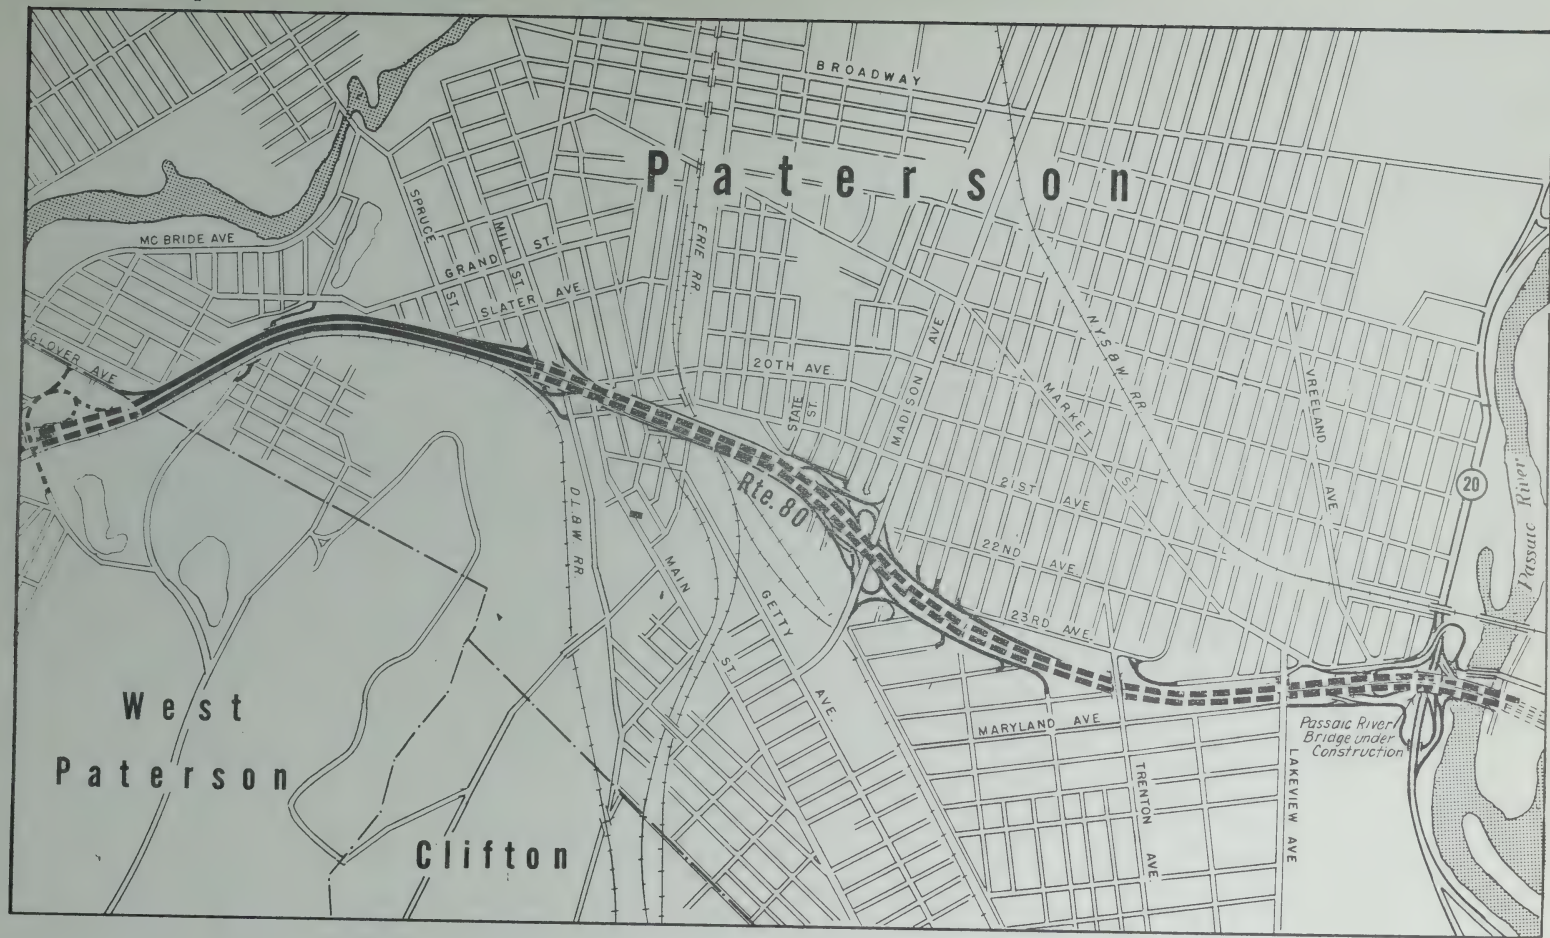 BROADWAY
Paterson
SPRUCE
ST.
MILL
ST.
GRAND
ST.
MC BRIDE AVE
SLATER AVE
ERIE RR.
GLOVER AVE
20TH AVE.
STATE
ST.
MADISON
AVE
N.Y.S.&W. RR
MARKET
ST.
VREELAND
AVE
20
Passaic River
Rte. 80
21ST AVE
22ND AVE.
23RD AVE.
D.L.&W. RR.
MAIN
ST
GETTY
AVE.
West
Paterson
Clifton
MARYLAND AVE
TRENTON
AVE.
LAKEVIEW AVE
Passaic River
Bridge under
Construction